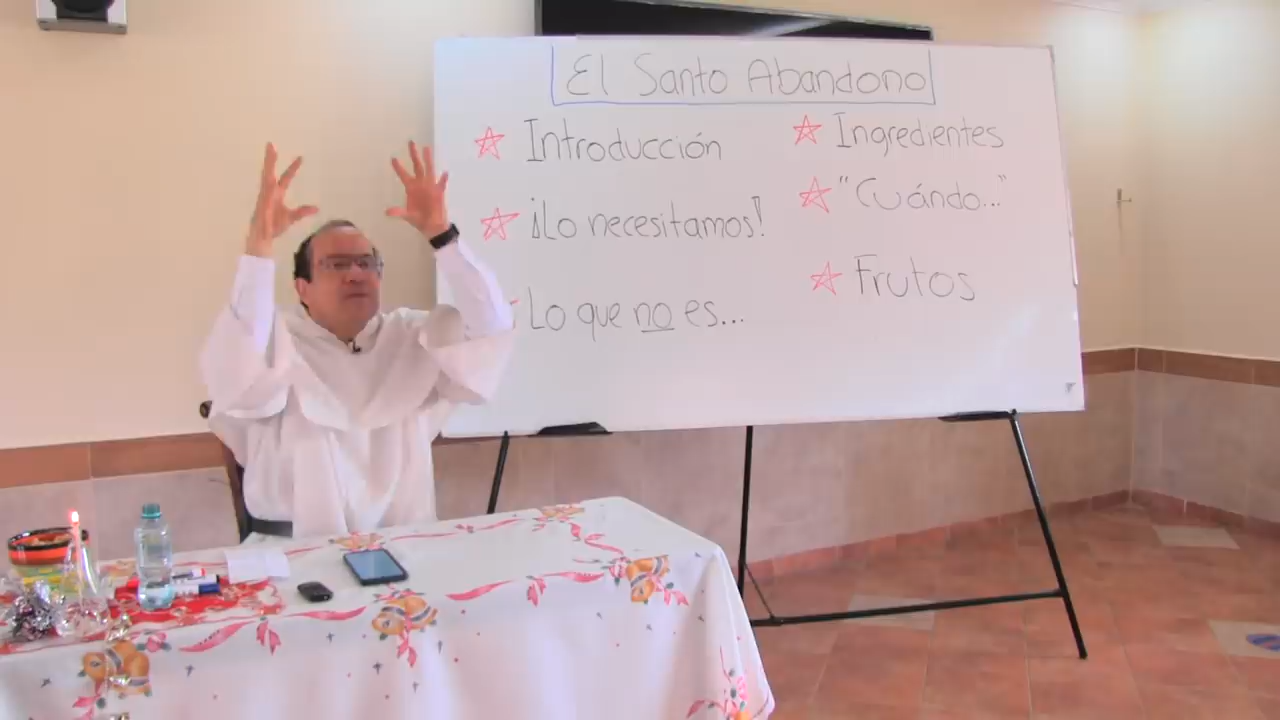 El Santo Abandono
Introducción
¡Lo necesitamos!
Lo que no es...
Ingredientes
"Cuándo..."
Frutos